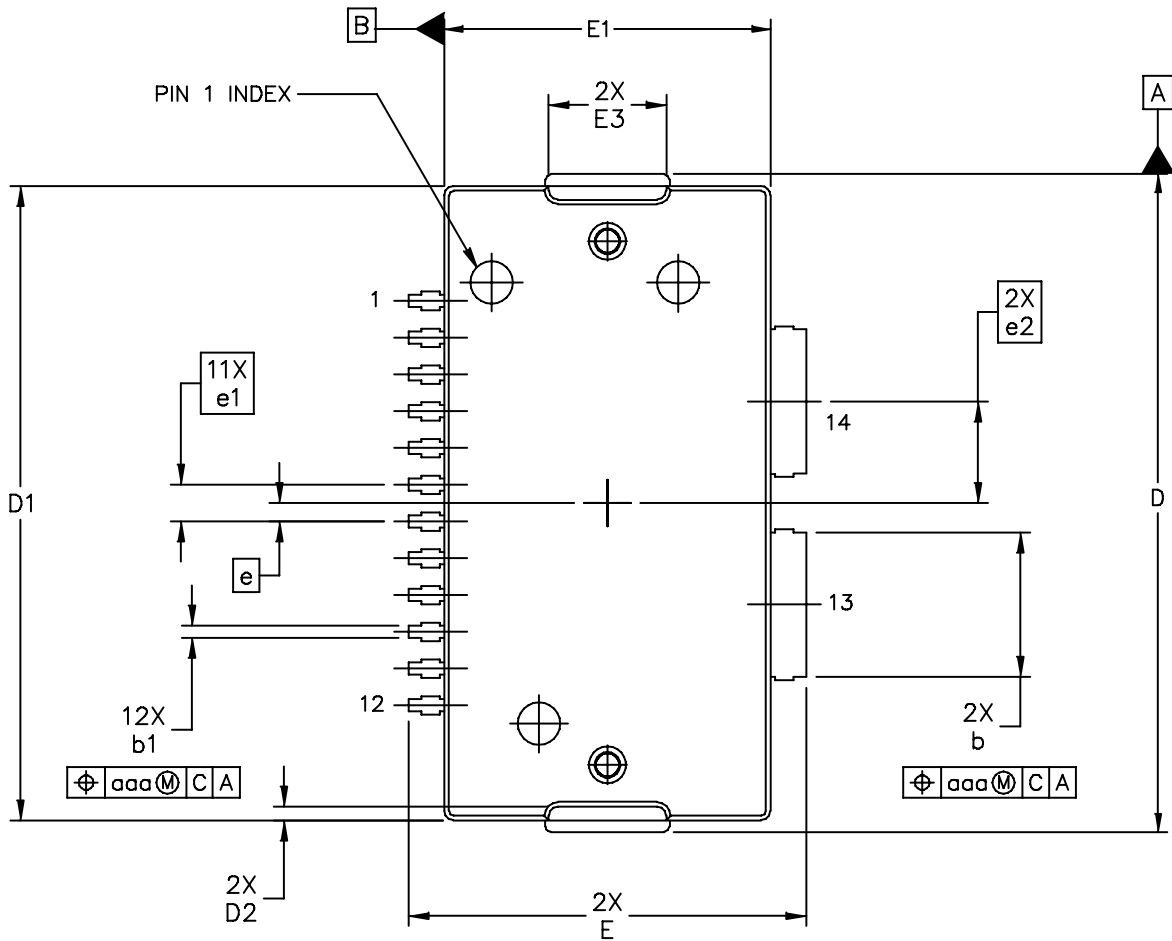 B
E1
PIN 1 INDEX
2X
E3
A
1
2X
e2
11X
e1
14
D1
D
e
13
12X
b1
12
2X
b
⌖ aaa Ⓜ C A
⌖ aaa Ⓜ C A
2X
D2
2X
E